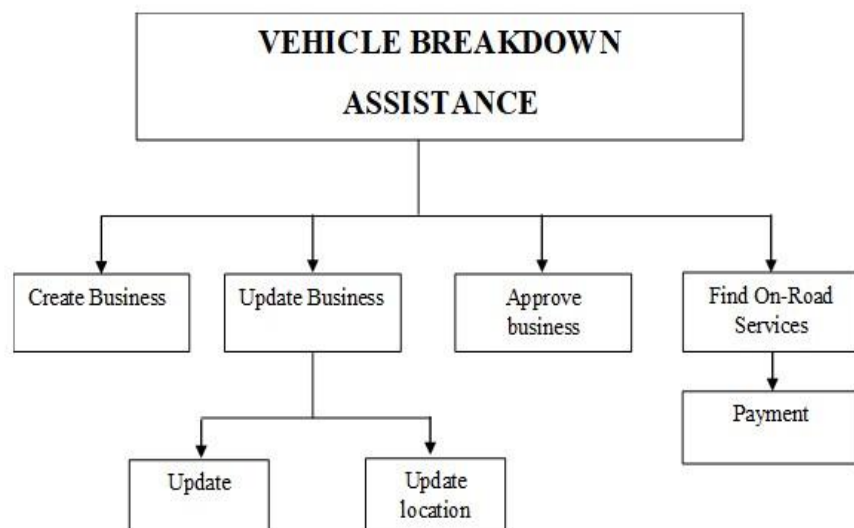 VEHICLE BREAKDOWN
ASSISTANCE
Create Business
Update Business
Approve
business
Find On-Road
Services
Payment
Update
Update
location